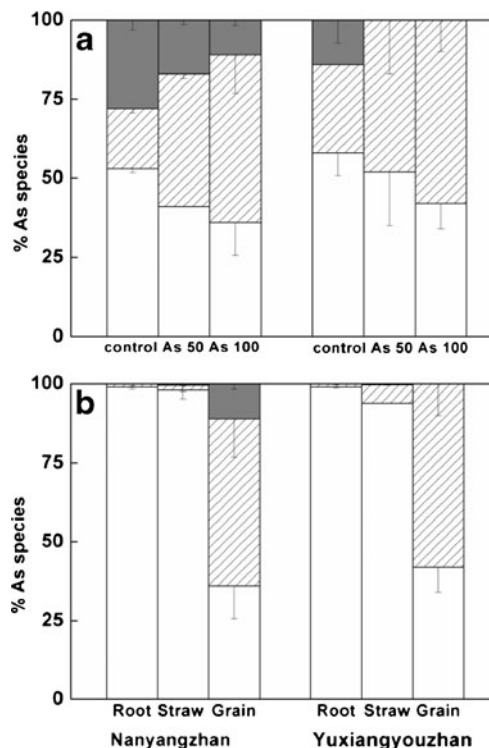 a
100
75
50
25
0
% As species
control As 50 As 100
control As 50 As 100
b
100
75
50
25
0
% As species
Root Straw Grain
Root Straw Grain
Nanyangzhan
Yuxiangyouzhan